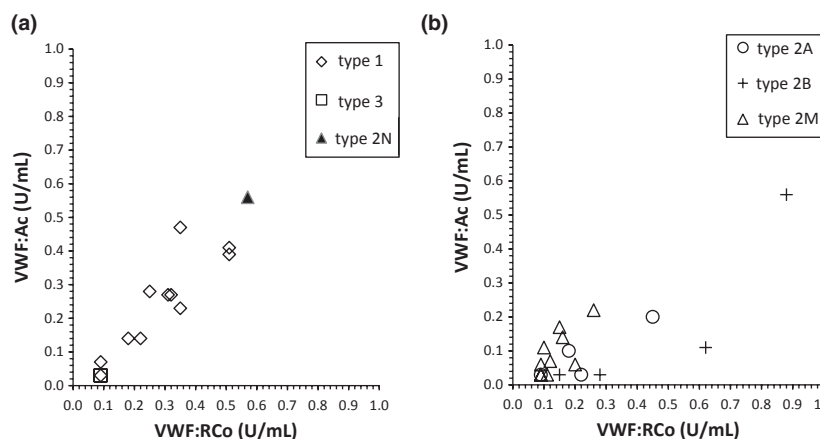 (a)
1.0
0.9
0.8
0.7
0.6
0.5
0.4
0.3
0.2
0.1
0.0
VWF:Ac (U/mL)
type 1
type 3
type 2N
0.0 0.1 0.2 0.3 0.4 0.5 0.6 0.7 0.8 0.9 1.0
VWF:RCo (U/mL)
(b)
1.0
0.9
0.8
0.7
0.6
0.5
0.4
0.3
0.2
0.1
0.0
VWF:Ac (U/mL)
type 2A
type 2B
type 2M
0.0 0.1 0.2 0.3 0.4 0.5 0.6 0.7 0.8 0.9 1.0
VWF:RCo (U/mL)